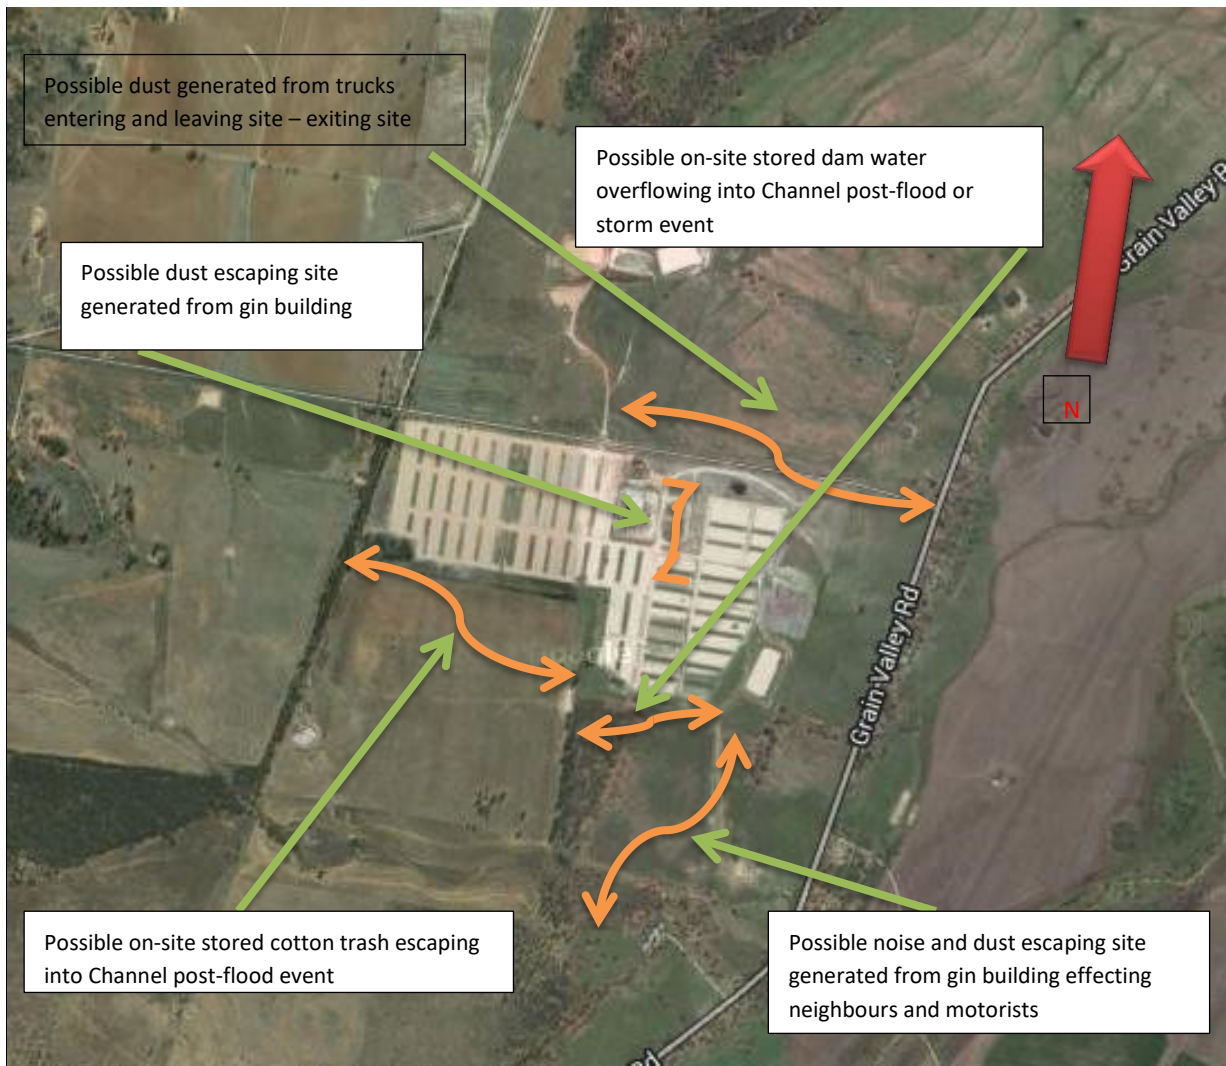 Possible dust generated from trucks
entering and leaving site – exiting site
Possible on-site stored dam water
overflowing into Channel post-flood or
storm event
Possible dust escaping site
generated from gin building
Grain Valley R
N
Grain Valley Rd
Possible on-site stored cotton trash escaping
into Channel post-flood event
Possible noise and dust escaping site
generated from gin building effecting
neighbours and motorists
Rd